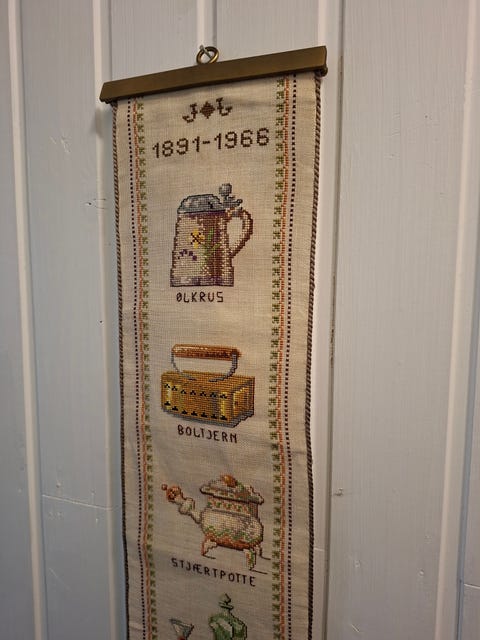 J L
1891-1966
ØLKRUS
BOLTJERN
STJÆRTPOTTE